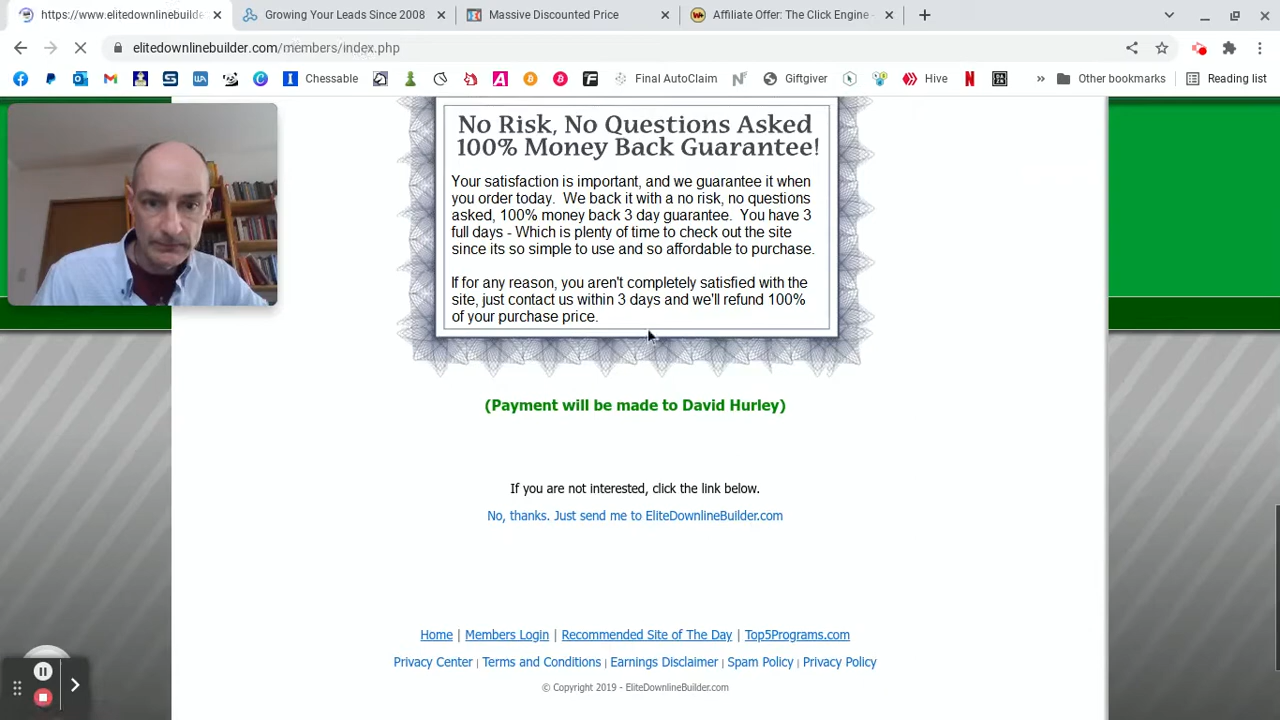 https://www.elitedownlinebuilde
Growing Your Leads Since 2008
Massive Discounted Price
Affiliate Offer: The Click Engine -
elitedownlinebuilder.com/members/index.php
Chessable
Final AutoClaim
Giftgiver
Hive
Other bookmarks
Reading list
No Risk, No Questions Asked
100% Money Back Guarantee!
Your satisfaction is important, and we guarantee it when
you order today. We back it with a no risk, no questions
asked, 100% money back 3 day guarantee. You have 3
full days - Which is plenty of time to check out the site
since its so simple to use and so affordable to purchase.
If for any reason, you aren't completely satisfied with the
site, just contact us within 3 days and we'll refund 100%
of your purchase price.
(Payment will be made to David Hurley)
If you are not interested, click the link below.
No, thanks. Just send me to EliteDownlineBuilder.com
Home | Members Login | Recommended Site of The Day | Top5Programs.com
Privacy Center | Terms and Conditions | Earnings Disclaimer | Spam Policy | Privacy Policy
© Copyright 2019 - EliteDownlineBuilder.com